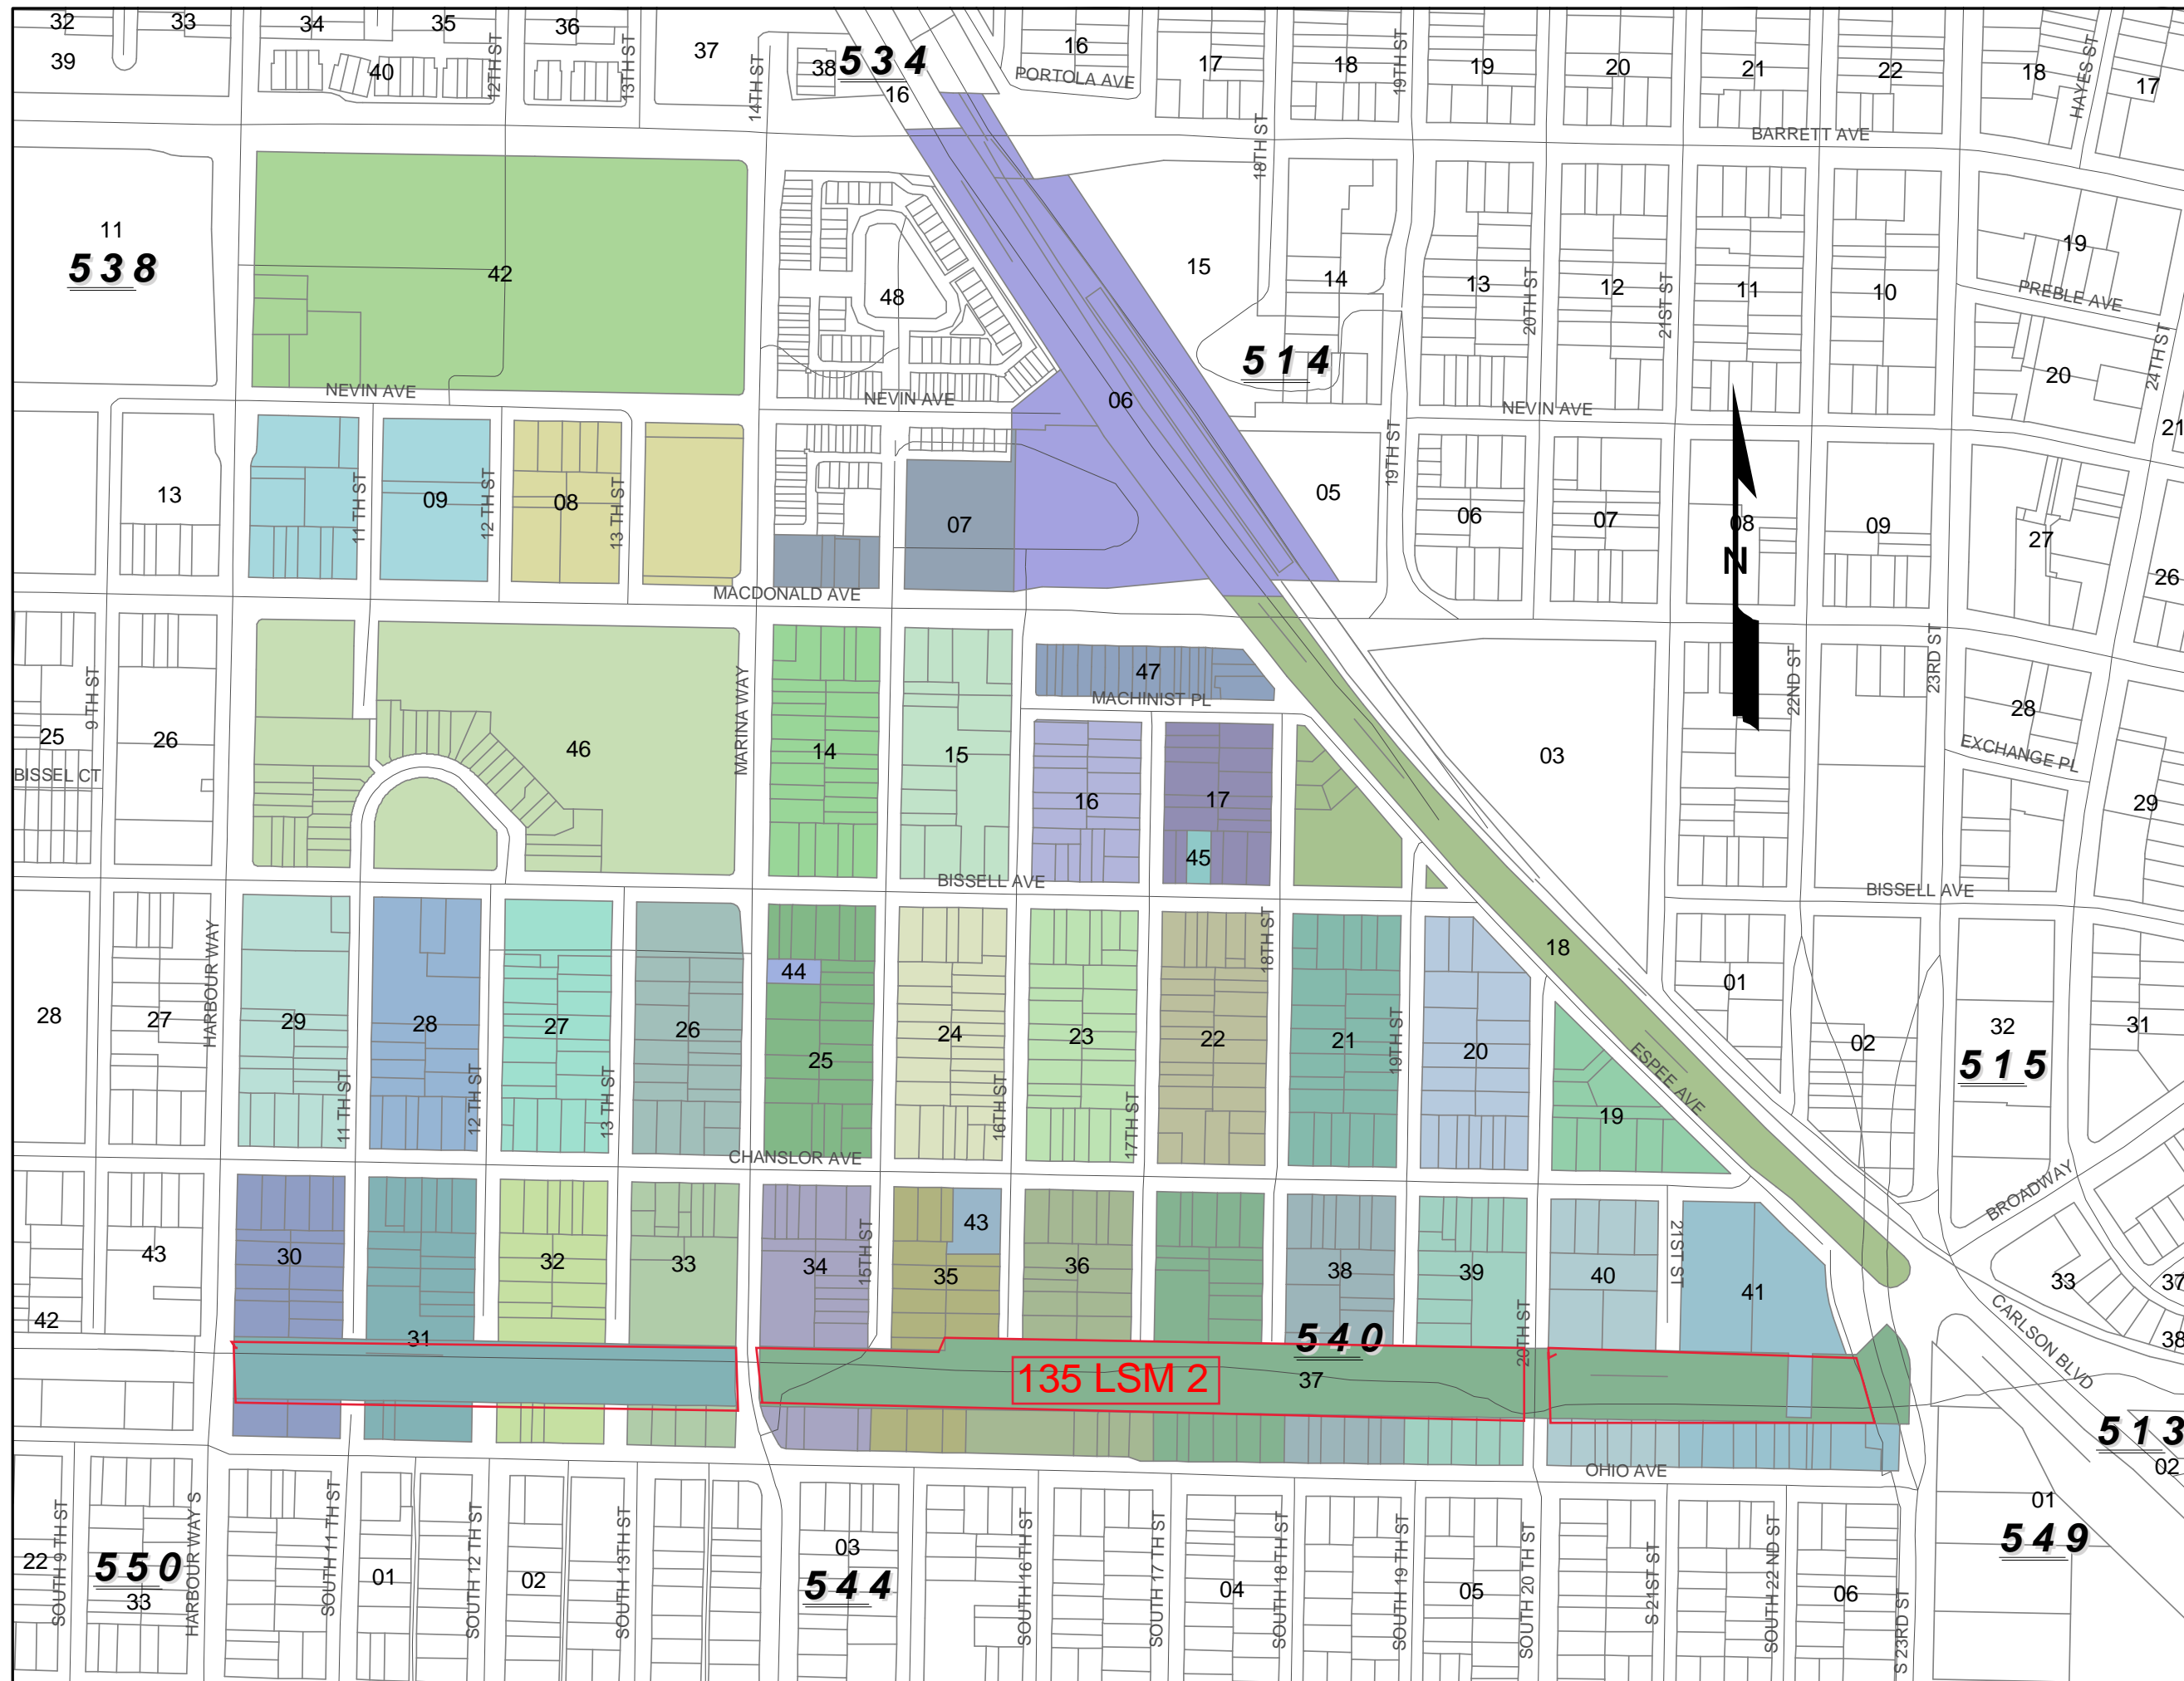 32
33
34
35
36
39
40
12TH ST
13TH ST
37
14TH ST
38
534
16
16
PORTOLA AVE
17
18
19TH ST
19
20
21
22
18
HAYES ST
17
BARRETT AVE
18TH ST
11
538
42
48
15
14
13
20TH ST
12
21ST ST
11
10
19
PREBLE AVE
24TH ST
20
514
NEVIN AVE
NEVIN AVE
06
NEVIN AVE
21
13
11 TH ST
09
12 TH ST
08
13 TH ST
07
05
19TH ST
06
07
08
N
09
27
26
MACDONALD AVE
9 TH ST
25
26
BISSEL CT
46
MARINA WAY
14
15
47
MACHINIST PL
16
17
45
03
22ND ST
23RD ST
28
EXCHANGE PL
29
BISSELL AVE
BISSELL AVE
28
27
HARBOUR WAY
29
11 TH ST
28
12 TH ST
27
13 TH ST
26
44
25
24
16TH ST
23
17TH ST
22
18TH ST
21
19TH ST
20
18
19
ESPEE AVE
01
02
32
515
31
CHANSLOR AVE
BROADWAY
42
43
30
31
32
33
34
15TH ST
35
43
36
38
39
20TH ST
40
21ST ST
41
33
37
38
CARLSON BLVD
540
135 LSM 2
37
513
02
OHIO AVE
22
SOUTH 9 TH ST
550
33
HARBOUR WAY S
SOUTH 11 TH ST
01
SOUTH 12 TH ST
02
SOUTH 13TH ST
03
544
SOUTH 16 TH ST
SOUTH 17 TH ST
04
SOUTH 18 TH ST
SOUTH 19 TH ST
05
SOUTH 20 TH ST
S 21ST ST
SOUTH 22 ND ST
06
S 23RD ST
01
549